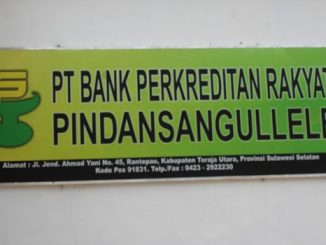 PT BANK PERKREDITAN RAKYAT
PINDANSANGULLELE
Alamat : Jl. Jend. Ahmad Yani No. 45, Rantepao, Kabupaten Toraja Utara, Provinsi Sulawesi Selatan
Kode Pos 91831, Telp./Fax : 0423 - 2922230